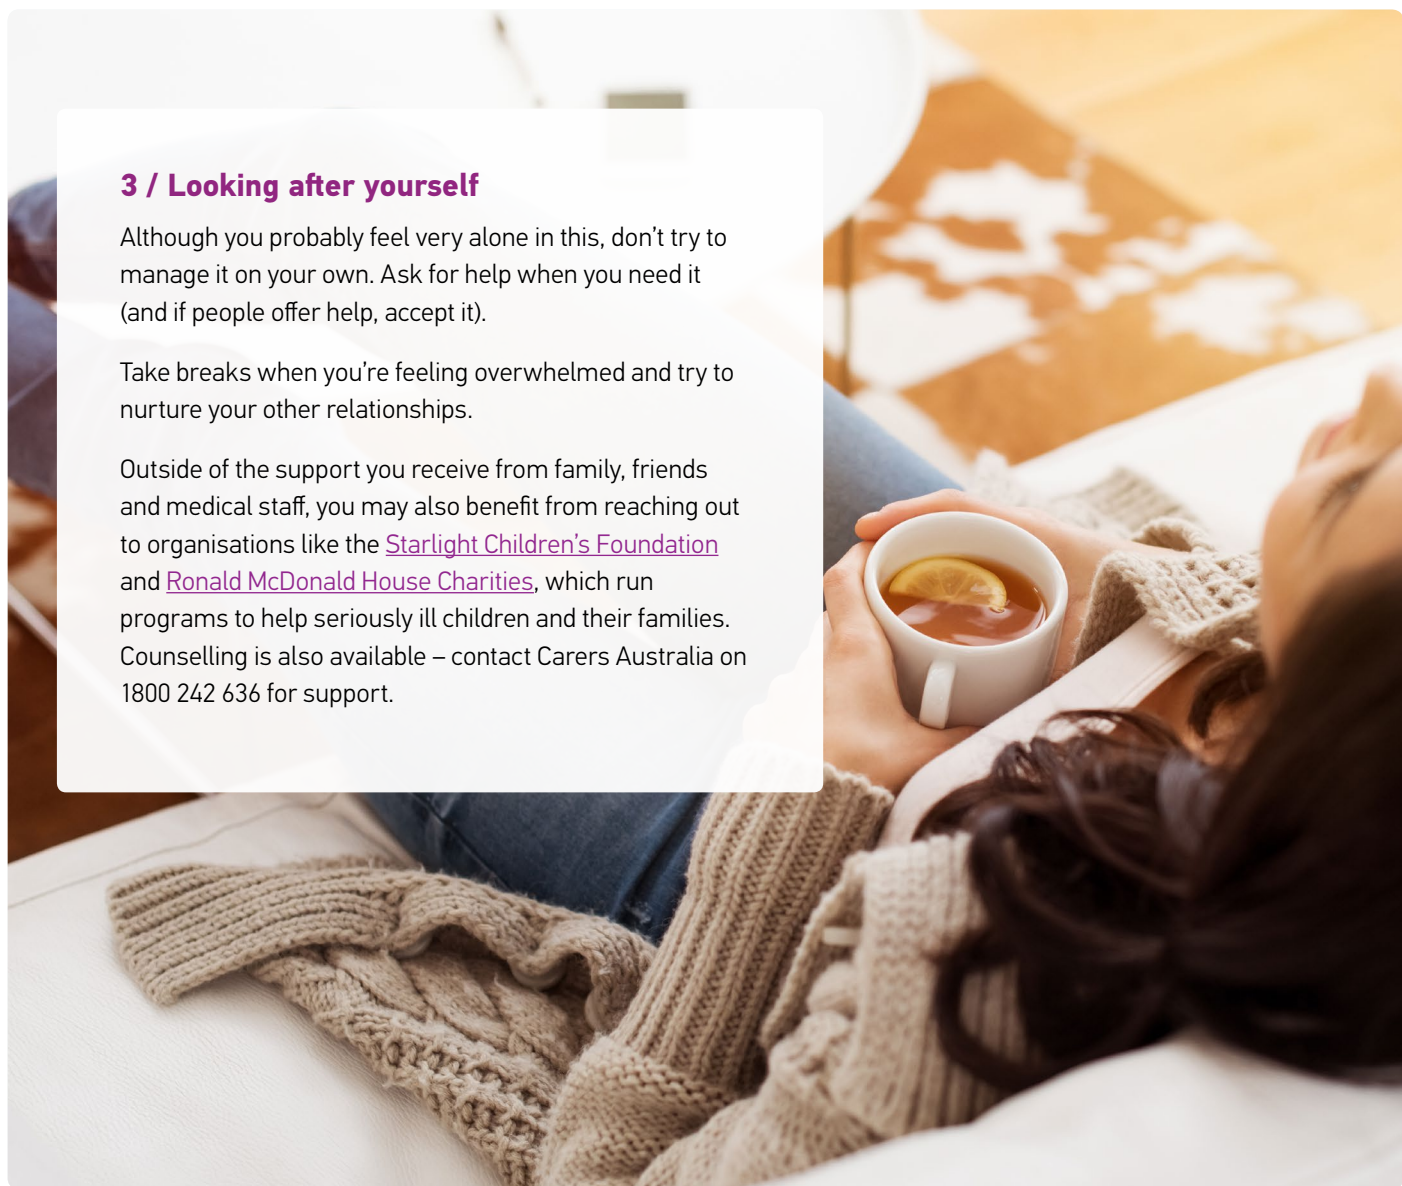 3 / Looking after yourself
Although you probably feel very alone in this, don’t try to
manage it on your own. Ask for help when you need it
(and if people offer help, accept it).
Take breaks when you’re feeling overwhelmed and try to
nurture your other relationships.
Outside of the support you receive from family, friends
and medical staff, you may also benefit from reaching out
to organisations like the Starlight Children’s Foundation
and Ronald McDonald House Charities, which run
programs to help seriously ill children and their families.
Counselling is also available – contact Carers Australia on
1800 242 636 for support.